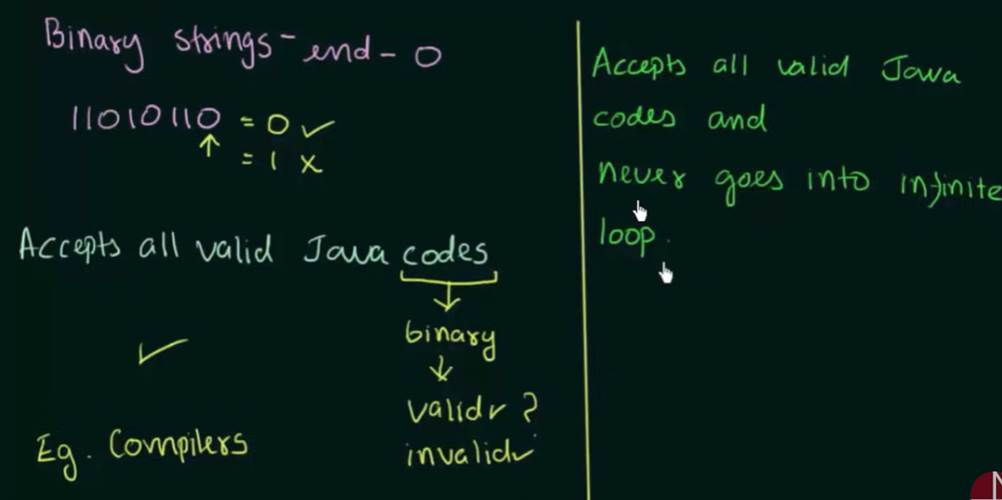 Binary strings - end - 0
11010110 = 0 ✓
↑ = 1 x
Accepts all valid Java codes
↓
binary
↓
✓
valid ✓ ?
Eg. Compilers
invalid ✓
Accepts all valid Java
codes and
never goes into infinite
loop.